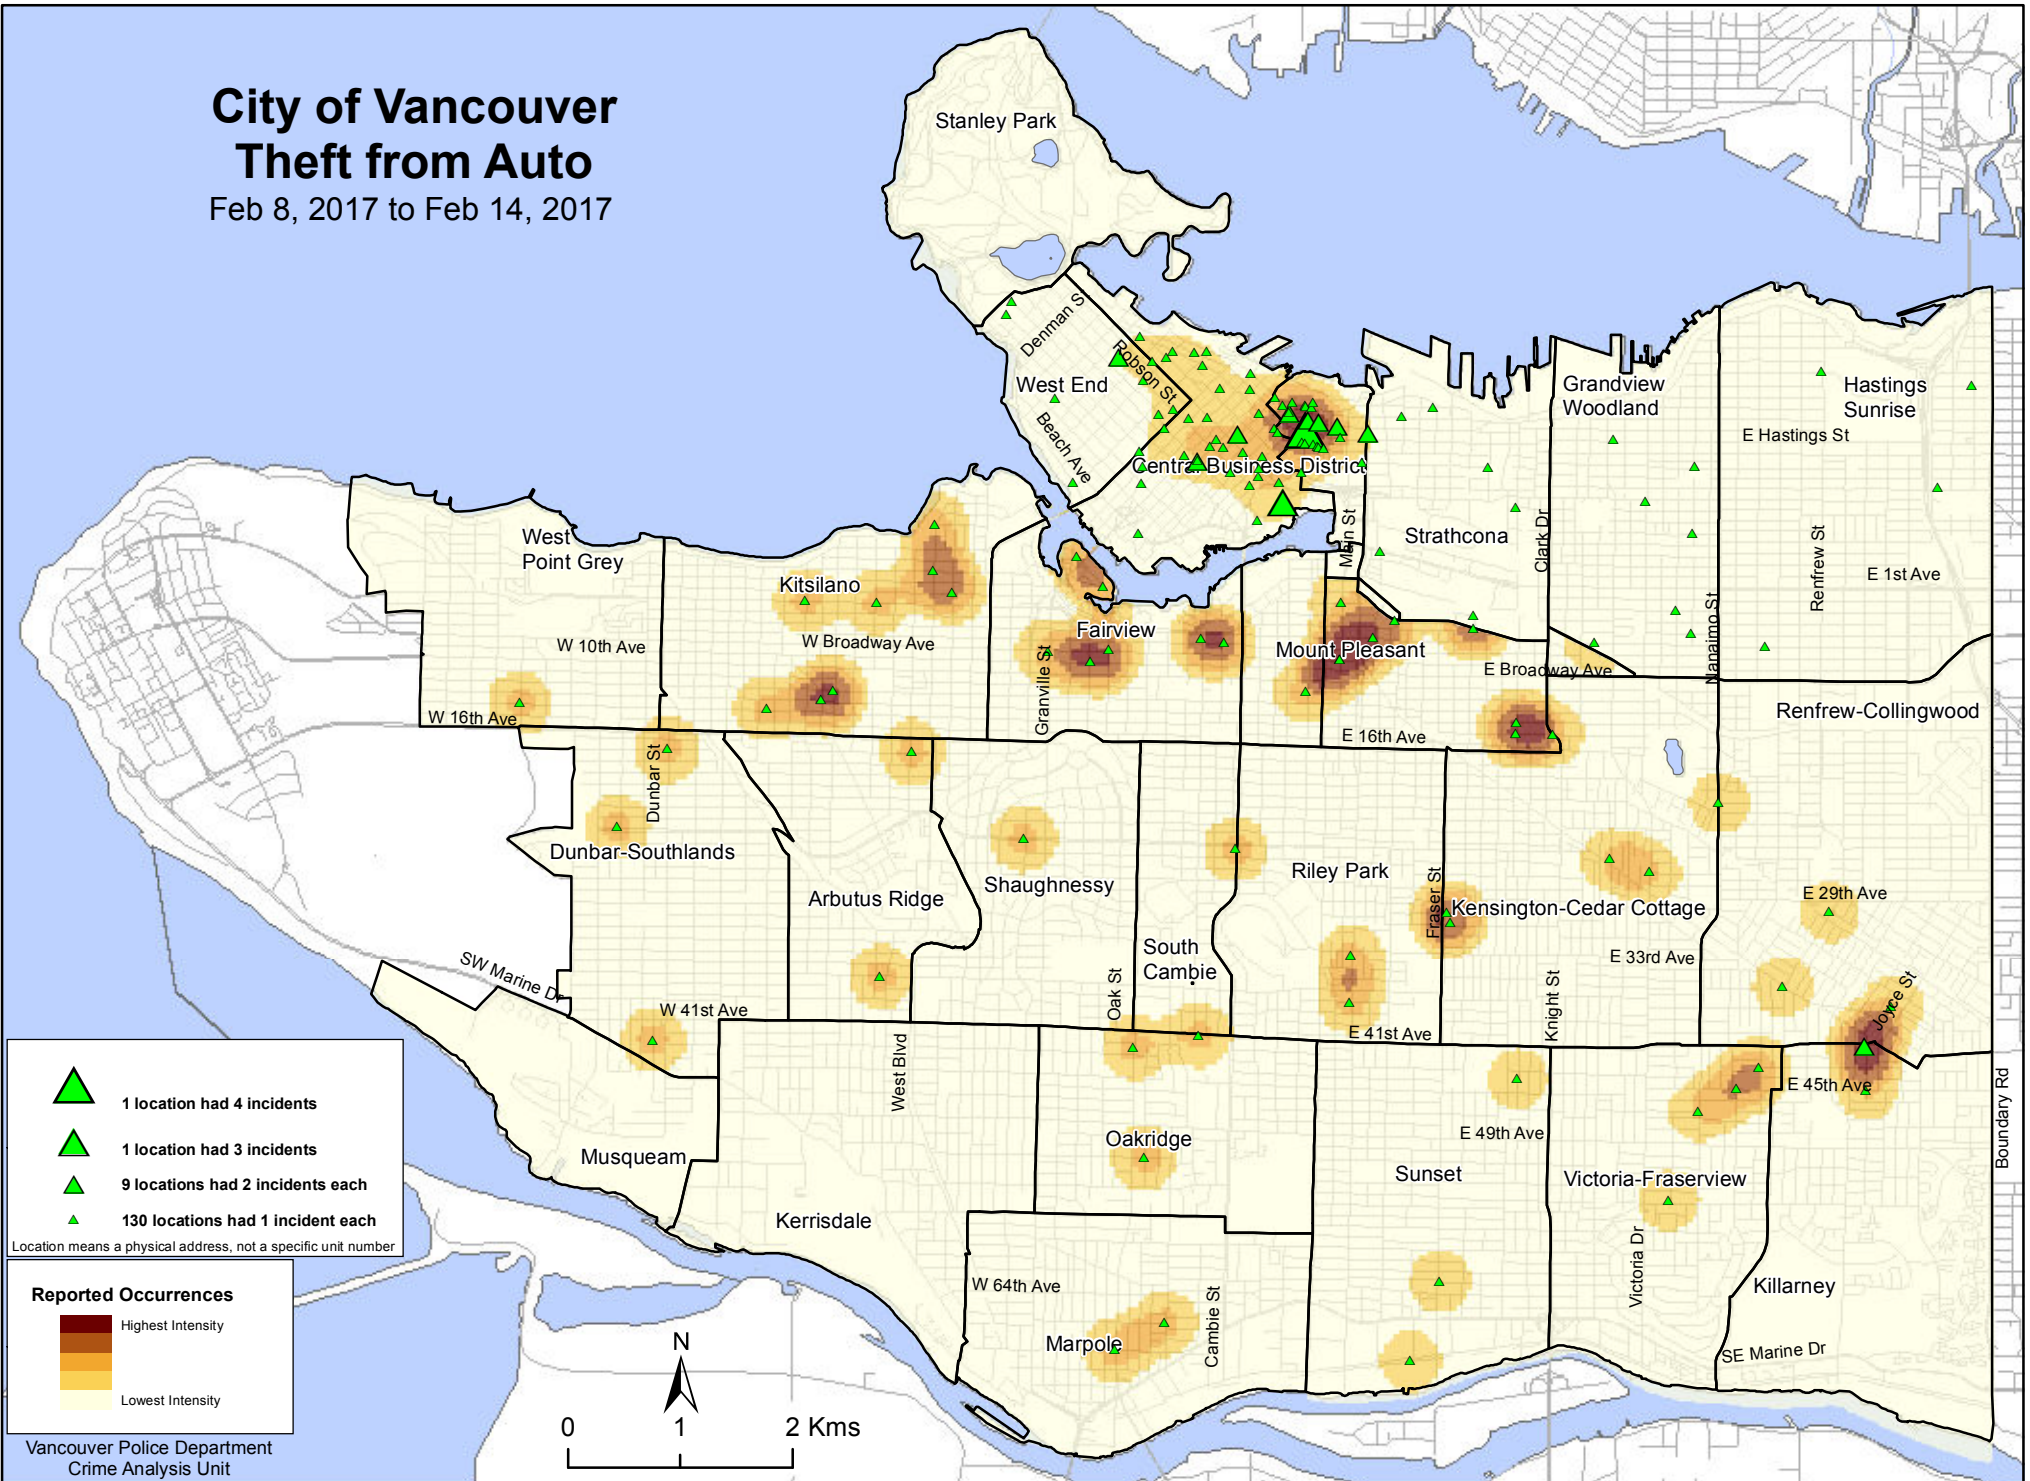 City of Vancouver
Theft from Auto
Feb 8, 2017 to Feb 14, 2017
Stanley Park
Denman S
Robson St
West End
Beach Ave
Central Business District
Grandview
Woodland
Hastings
Sunrise
E Hastings St
Strathcona
Main St
Clark Dr
Nanaimo St
Renfrew St
E 1st Ave
West
Point Grey
Kitsilano
W 10th Ave
W Broadway Ave
Fairview
Granville St
Mount Pleasant
E Broadway Ave
W 16th Ave
E 16th Ave
Renfrew-Collingwood
Dunbar St
Dunbar-Southlands
Arbutus Ridge
Shaughnessy
Riley Park
Fraser St
Kensington-Cedar Cottage
E 29th Ave
South
Cambie
Oak St
E 33rd Ave
Knight St
Joyce St
SW Marine Dr
W 41st Ave
E 41st Ave
West Blvd
E 45th Ave
Boundary Rd
E 49th Ave
Oakridge
Musqueam
Sunset
Victoria-Fraserview
Kerrisdale
Victoria Dr
W 64th Ave
Cambie St
Killarney
Marpole
SE Marine Dr
1 location had 4 incidents
1 location had 3 incidents
9 locations had 2 incidents each
130 locations had 1 incident each
Location means a physical address, not a specific unit number
Reported Occurrences
Highest Intensity
Lowest Intensity
N
0 1 2 Kms
Vancouver Police Department
Crime Analysis Unit